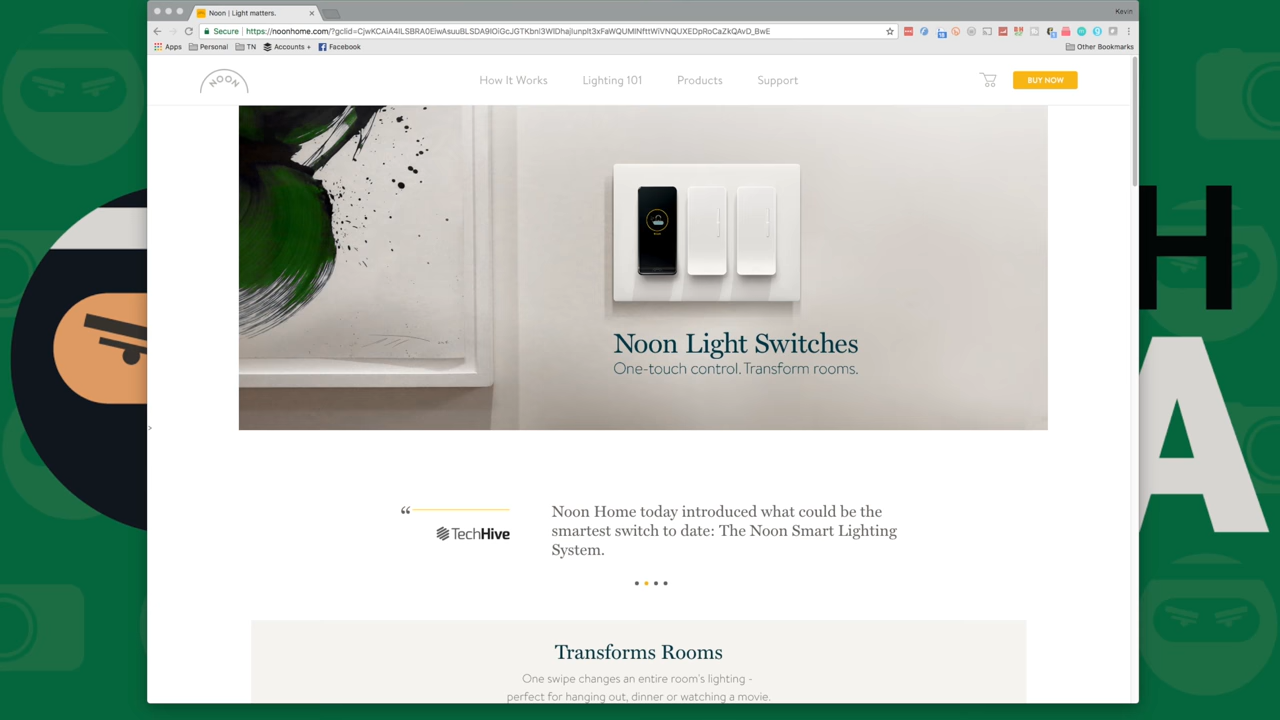 Noon | Light matters.
Kevin
Secure
https://noonhome.com/?gclid=CjwKCAiA4ILSBRA0EiwAsuuBLSDA9IOiGcJGTKbnI3WIDhajIunpIt3xFaWQUMINfttWiVNQUXEDpRoCaZkQAvD_BwE
Apps
Personal
TN
Accounts +
Facebook
Other Bookmarks
NOON
How It Works
Lighting 101
Products
Support
BUY NOW
Noon Light Switches
One-touch control. Transform rooms.
“
TechHive
Noon Home today introduced what could be the
smartest switch to date: The Noon Smart Lighting
System.
Transforms Rooms
One swipe changes an entire room's lighting -
perfect for hanging out, dinner or watching a movie.
H
A